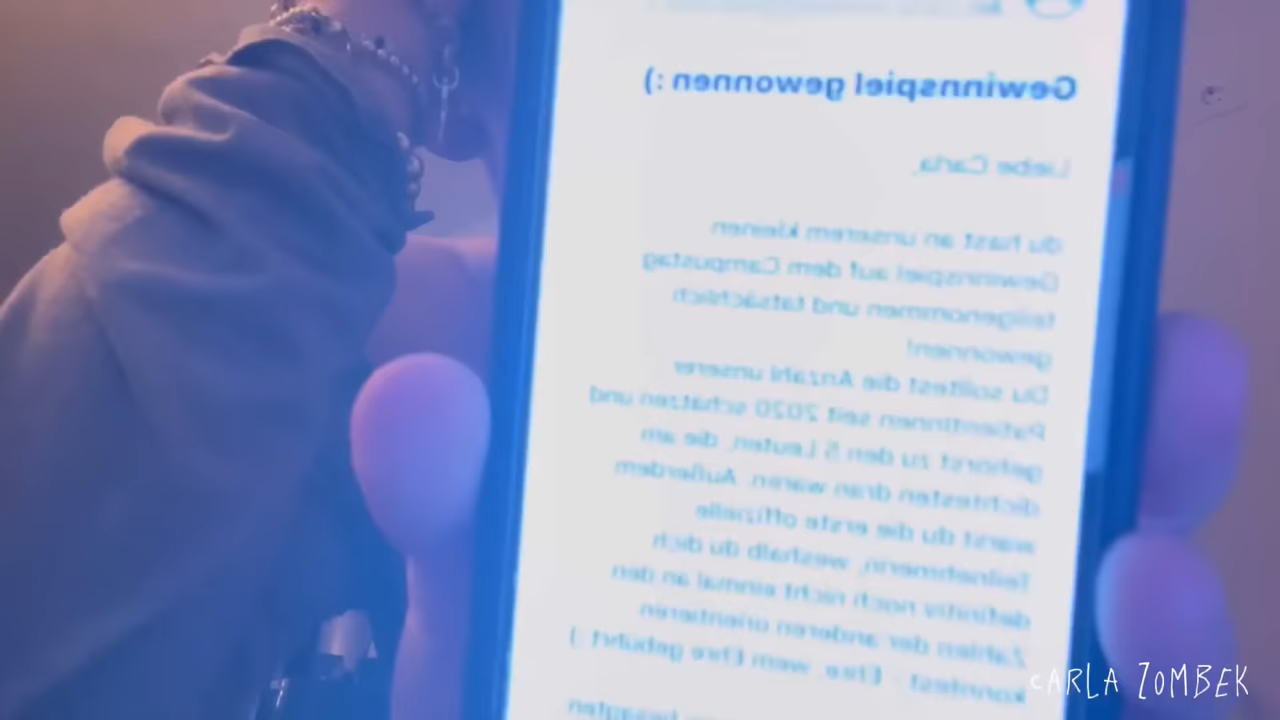 Gewinnspiel gewonnen :)
Liebe Carla,
du hast an unserem kleinen
Gewinnspiel auf dem Campustag
teilgenommen und tatsächlich
gewonnen!
Du solltest die Anzahl unserer
PatientInnen seit 2020 schätzen und
gehörst zu den 5 Leuten, die am
dichtesten dran waren. Außerdem
warst du die erste offizielle
Teilnehmerin, weshalb du dich
definitiv noch nicht einmal an den
Zahlen der anderen orientieren
konntest - Ehre, wem Ehre gebührt :)
besagten
cARLA ZOMBEK